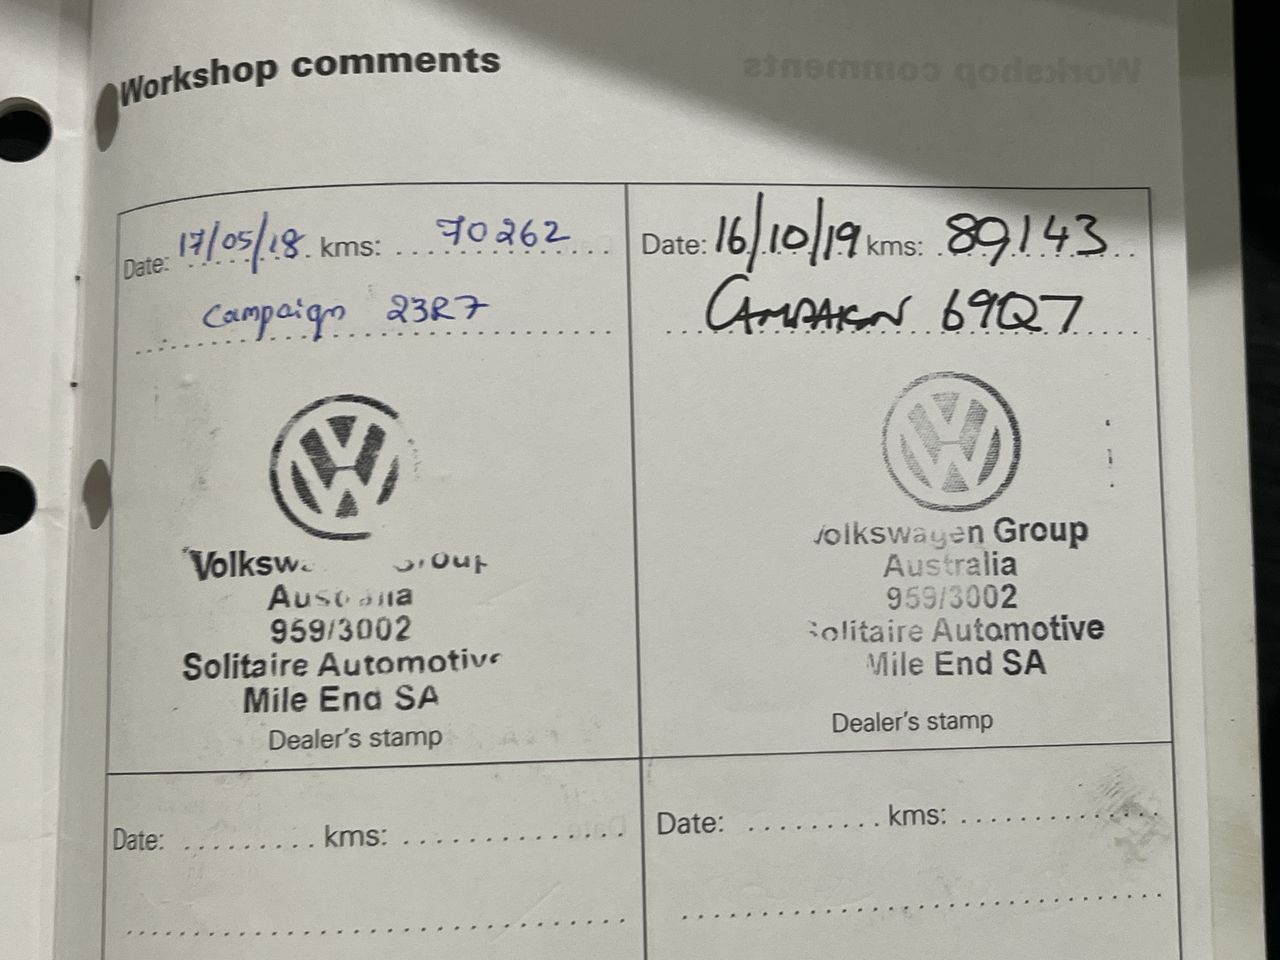 Workshop comments
Date: 17/05/18 kms: 70262
Campaign 23R7
Volksw
Australia
959/3002
Solitaire Automotive
Mile End SA
Dealer's stamp
Date: 16/10/19 kms: 89143
CAMPAIGN 69Q7
Volkswagen Group
Australia
959/3002
Solitaire Automotive
Mile End SA
Dealer's stamp
Date: kms:
Date: kms: